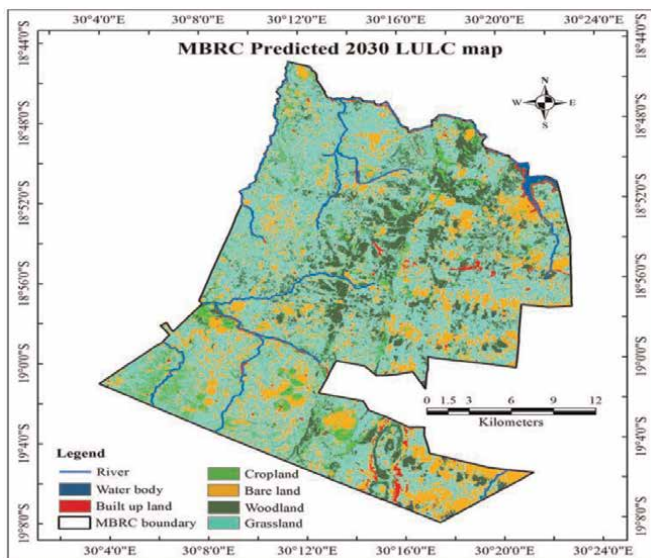 30°4'0"E 30°8'0"E 30°12'0"E 30°16'0"E 30°20'0"E 30°24'0"E
MBRC Predicted 2030 LULC map
N
W E
S
18°44'0"S 18°44'0"S
18°48'0"S 18°48'0"S
18°52'0"S 18°52'0"S
18°56'0"S 18°56'0"S
19°0'0"S 19°0'0"S
19°4'0"S 19°4'0"S
19°8'0"S 19°8'0"S
0 1.5 3 6 9 12
Kilometers
Legend
River
Water body
Built up land
MBRC boundary
Cropland
Bare land
Woodland
Grassland
30°4'0"E 30°8'0"E 30°12'0"E 30°16'0"E 30°20'0"E 30°24'0"E